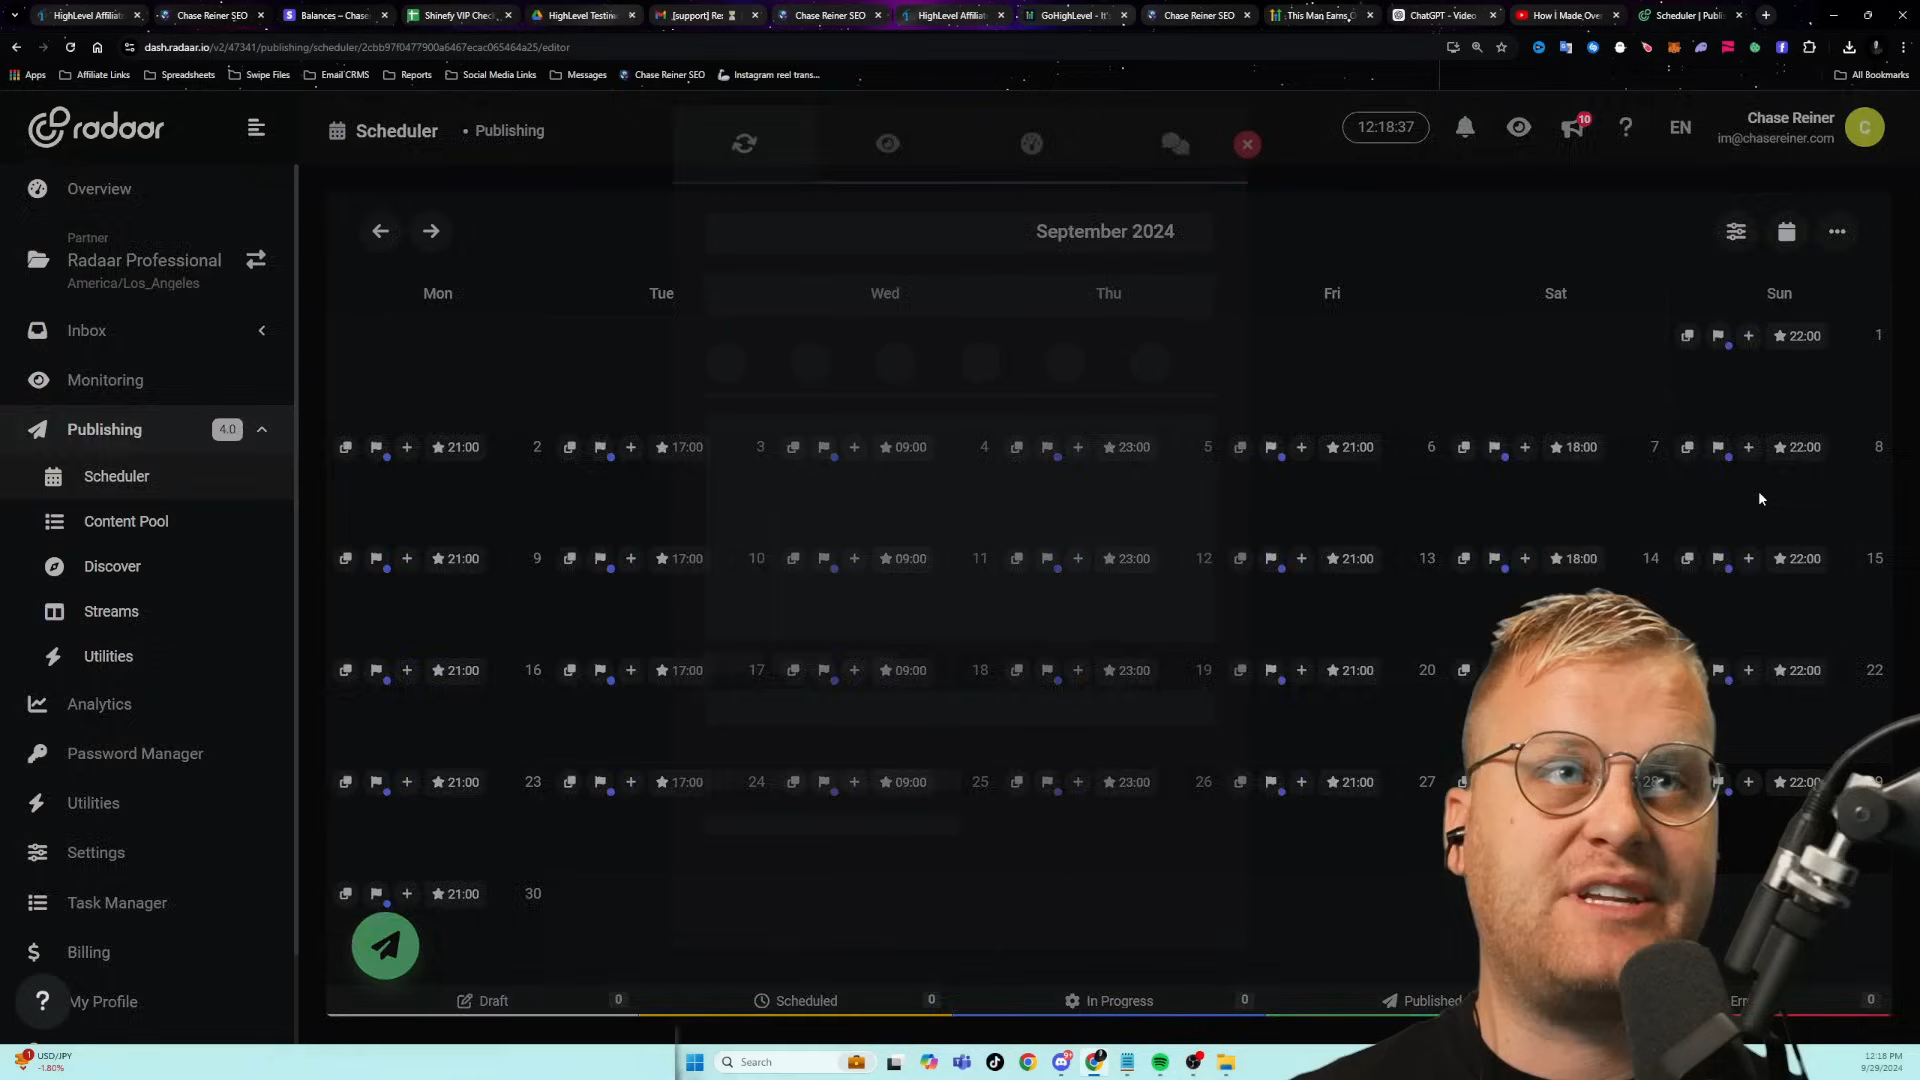 HighLevel Affiliat
Chase Reiner SEO
Balances – Chase
Shinefy VIP Chec
HighLevel Testin
[support] Re:
Chase Reiner SEO
HighLevel Affiliat
GoHighLevel - It's
Chase Reiner SEO
This Man Earns
ChatGPT - Video
How I Made Over
Scheduler | Publi
dash.radaar.io/v2/47341/publishing/scheduler/2cbb97f0477900a6467ecac065464a25/editor
Apps
Affiliate Links
Spreadsheets
Swipe Files
Email CRMS
Reports
Social Media Links
Messages
Chase Reiner SEO
Instagram reel trans...
All Bookmarks
radaar
Scheduler
• Publishing
12:18:37
10
?
EN
Chase Reiner
im@chasereiner.com
C
Overview
Partner
Radaar Professional
America/Los_Angeles
Inbox
Monitoring
Publishing 4.0
Scheduler
Content Pool
Discover
Streams
Utilities
Analytics
Password Manager
Utilities
Settings
Task Manager
Billing
My Profile
?
September 2024
Mon Tue Wed Thu Fri Sat Sun
22:00 1
21:00 2 17:00 3 09:00 4 23:00 5 21:00 6 18:00 7 22:00 8
21:00 9 17:00 10 09:00 11 23:00 12 21:00 13 18:00 14 22:00 15
21:00 16 17:00 17 09:00 18 23:00 19 21:00 20 22:00 22
21:00 23 17:00 24 09:00 25 23:00 26 21:00 27 28 22:00 29
21:00 30
Draft 0
Scheduled 0
In Progress 0
Published
Err 0
1
USD/JPY
-1.80%
Search
9+
12:18 PM
9/29/2024